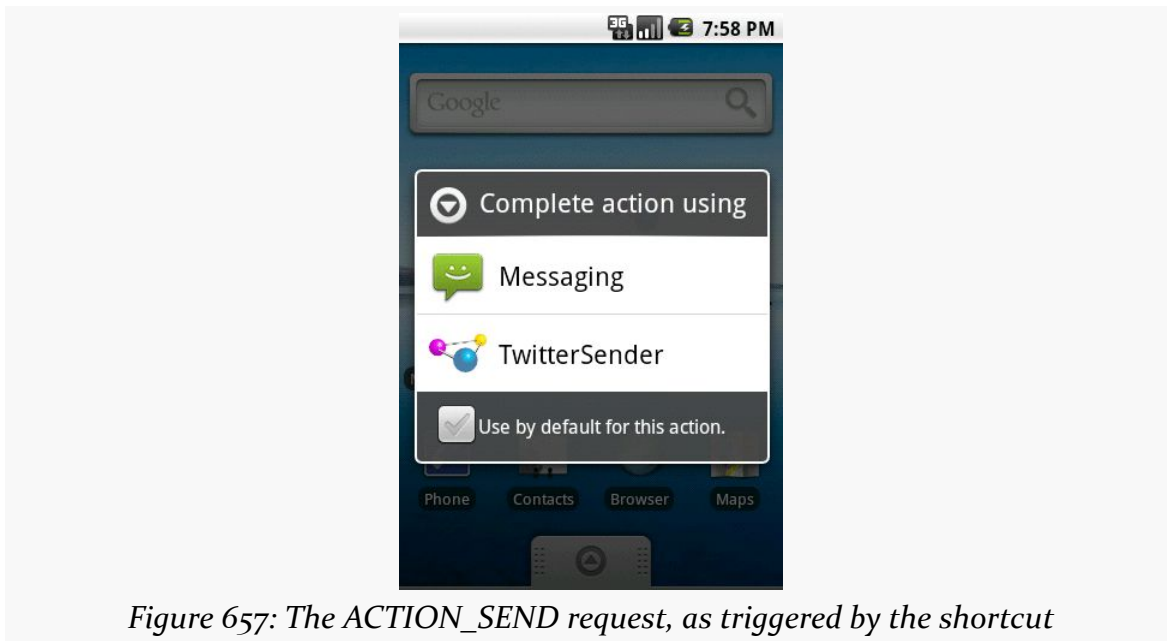 3G
7:58 PM
Google
Complete action using
Messaging
TwitterSender
Use by default for this action.
Phone Contacts Browser Maps
Figure 657: The ACTION_SEND request, as triggered by the shortcut